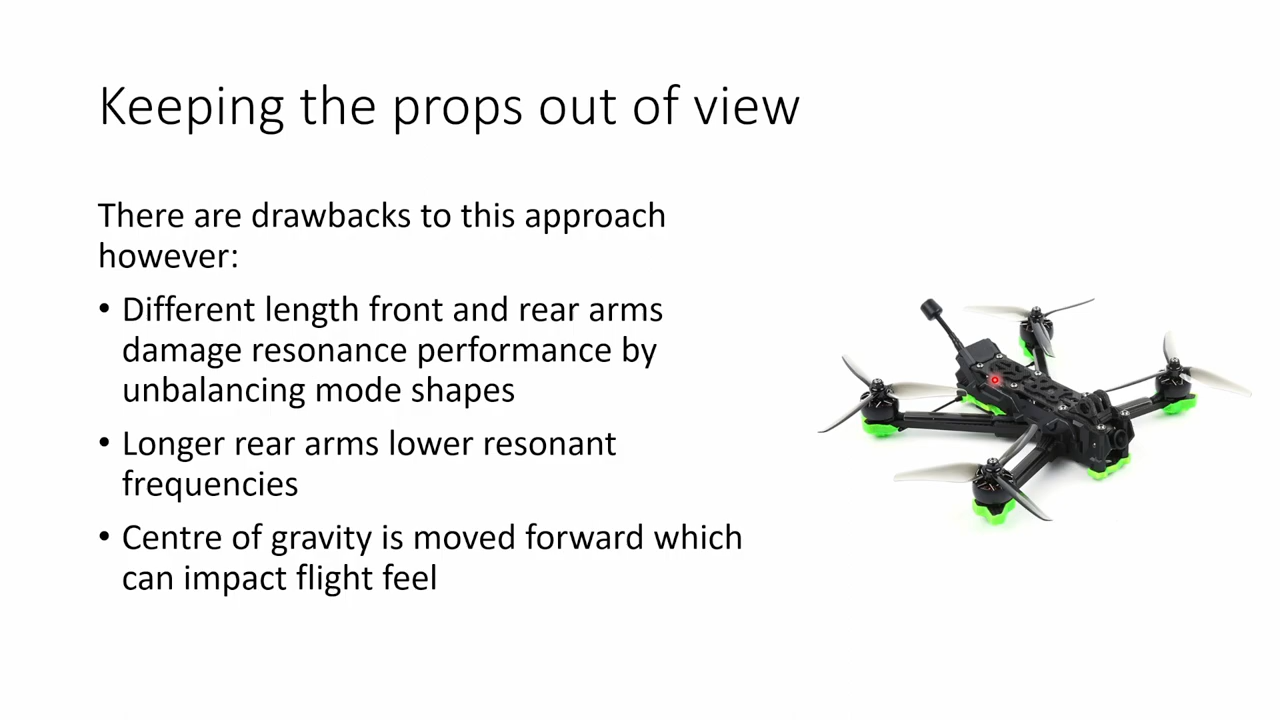 Keeping the props out of view
There are drawbacks to this approach
however:
• Different length front and rear arms
damage resonance performance by
unbalancing mode shapes
• Longer rear arms lower resonant
frequencies
• Centre of gravity is moved forward which
can impact flight feel